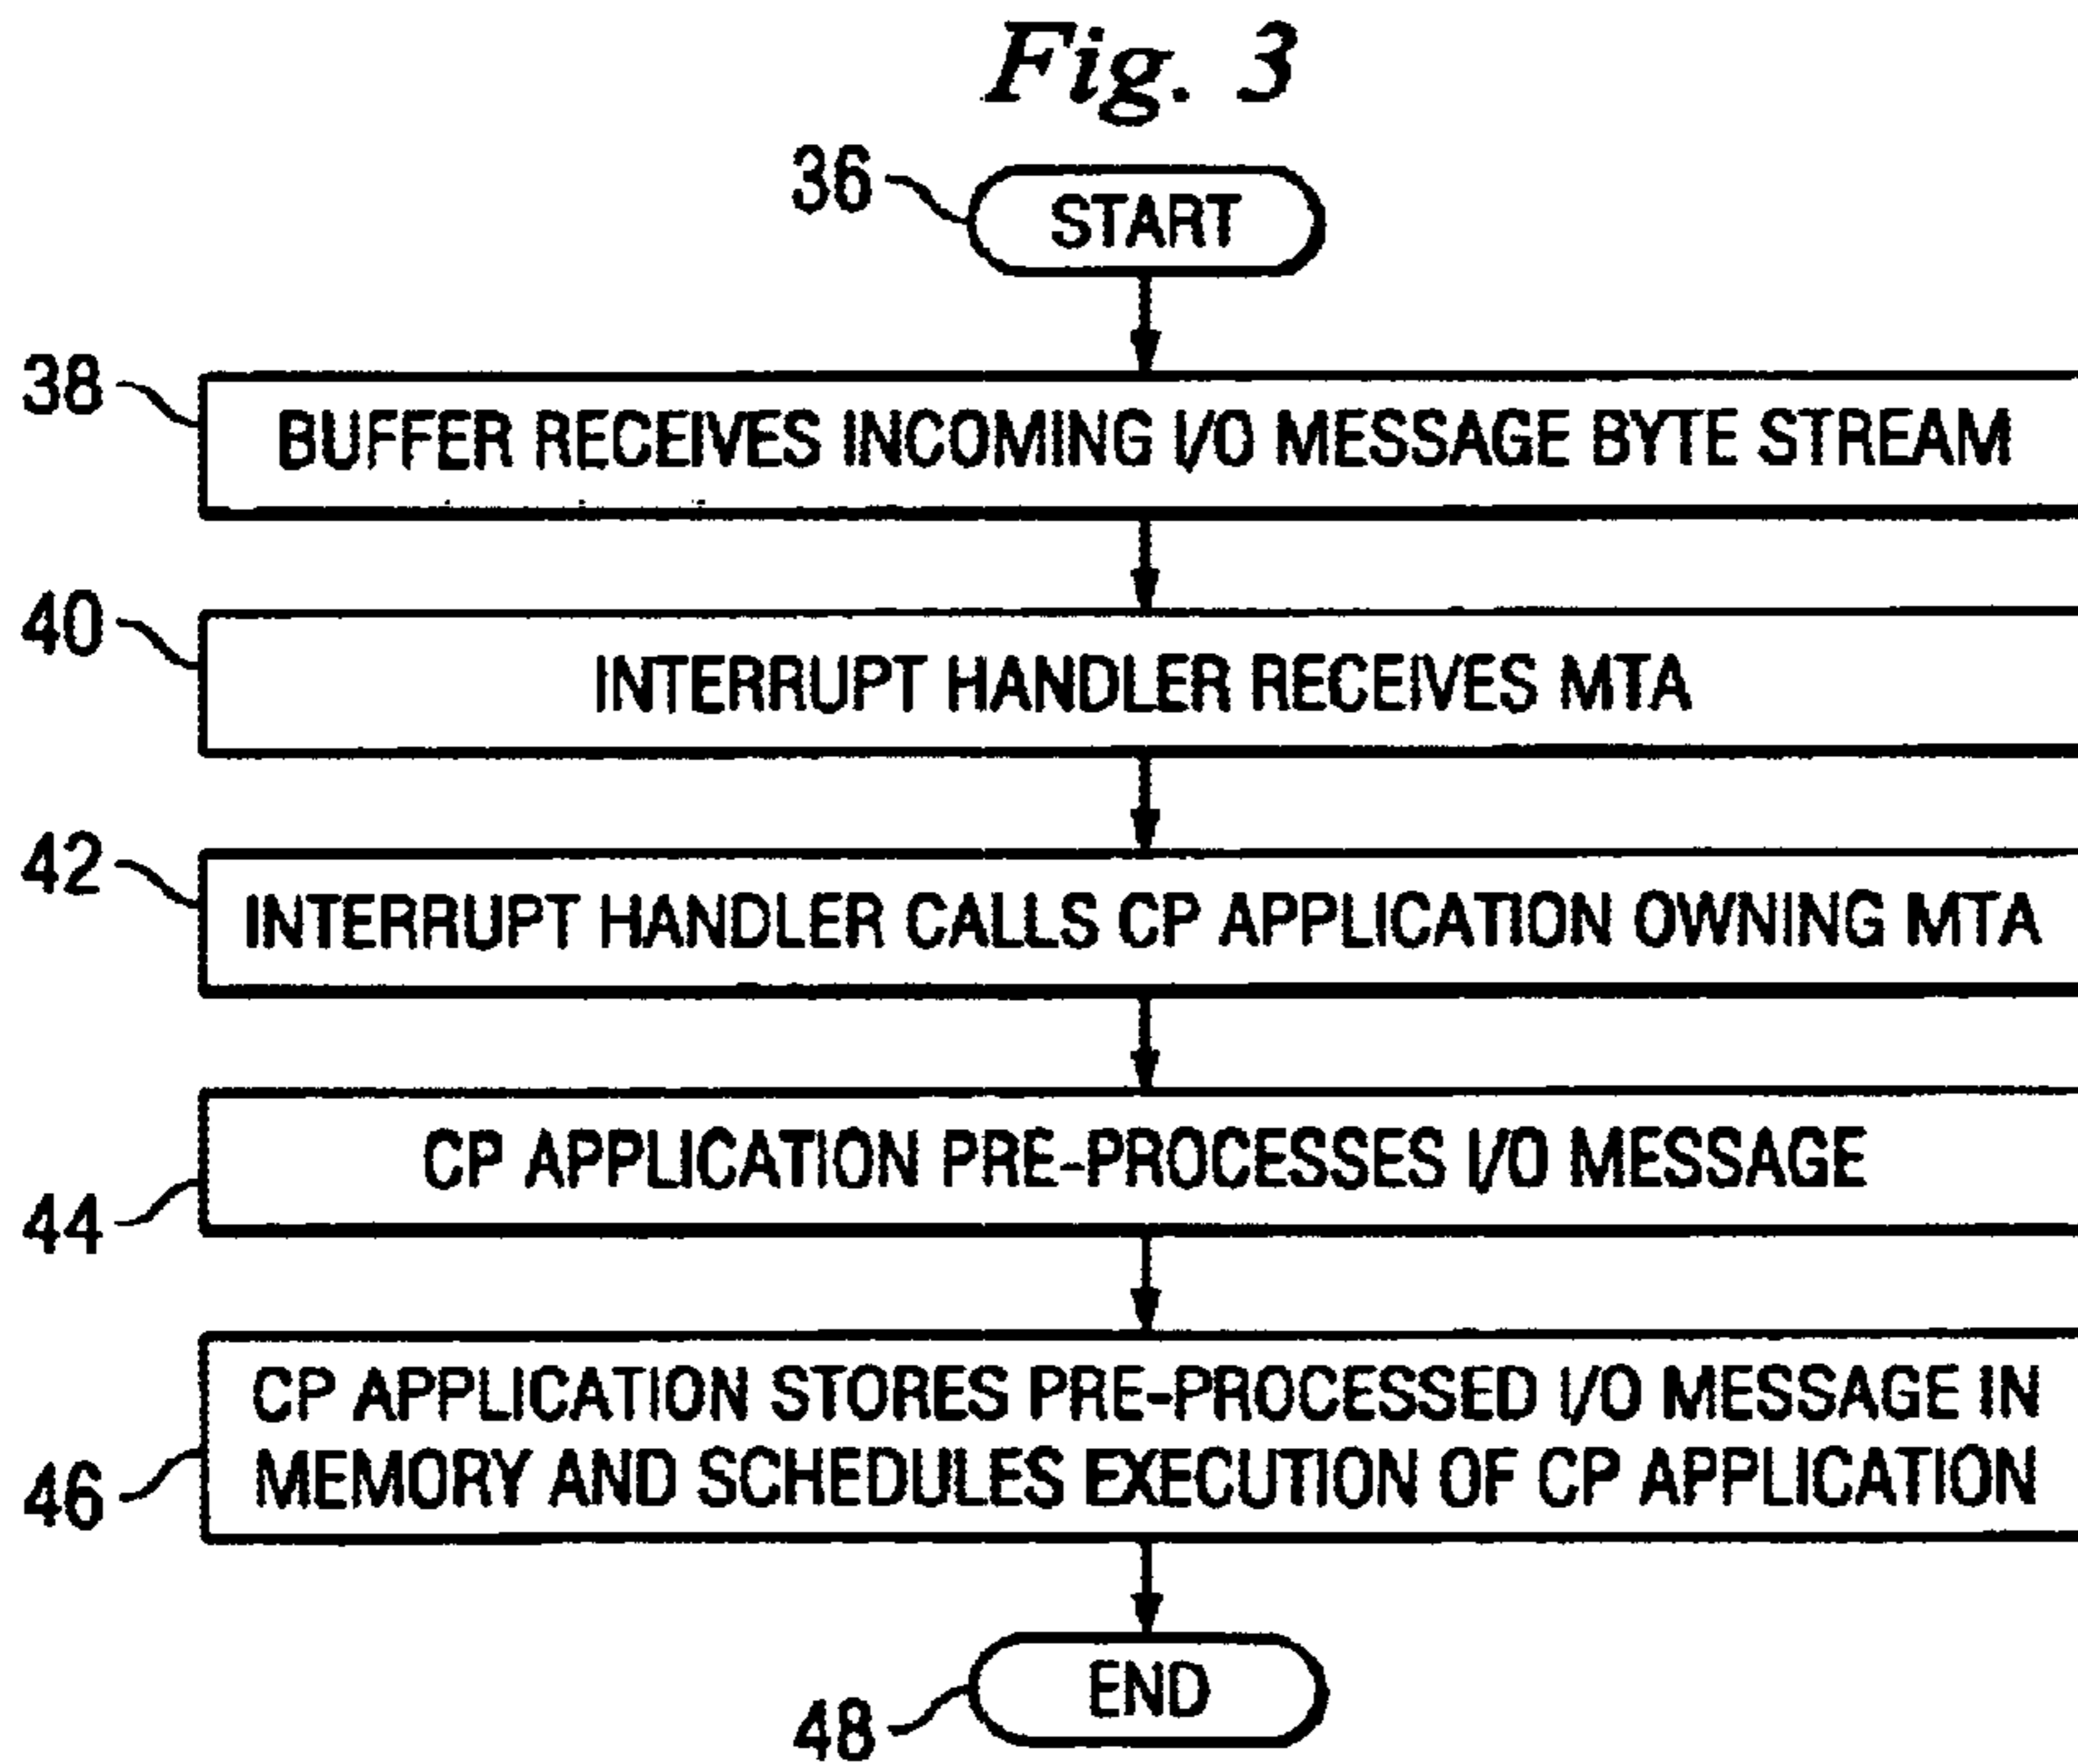 Fig. 3
36
START
38
BUFFER RECEIVES INCOMING I/O MESSAGE BYTE STREAM
40
INTERRUPT HANDLER RECEIVES MTA
42
INTERRUPT HANDLER CALLS CP APPLICATION OWNING MTA
CP APPLICATION PRE-PROCESSES I/O MESSAGE
44
CP APPLICATION STORES PRE-PROCESSED I/O MESSAGE IN
MEMORY AND SCHEDULES EXECUTION OF CP APPLICATION
46
END
48